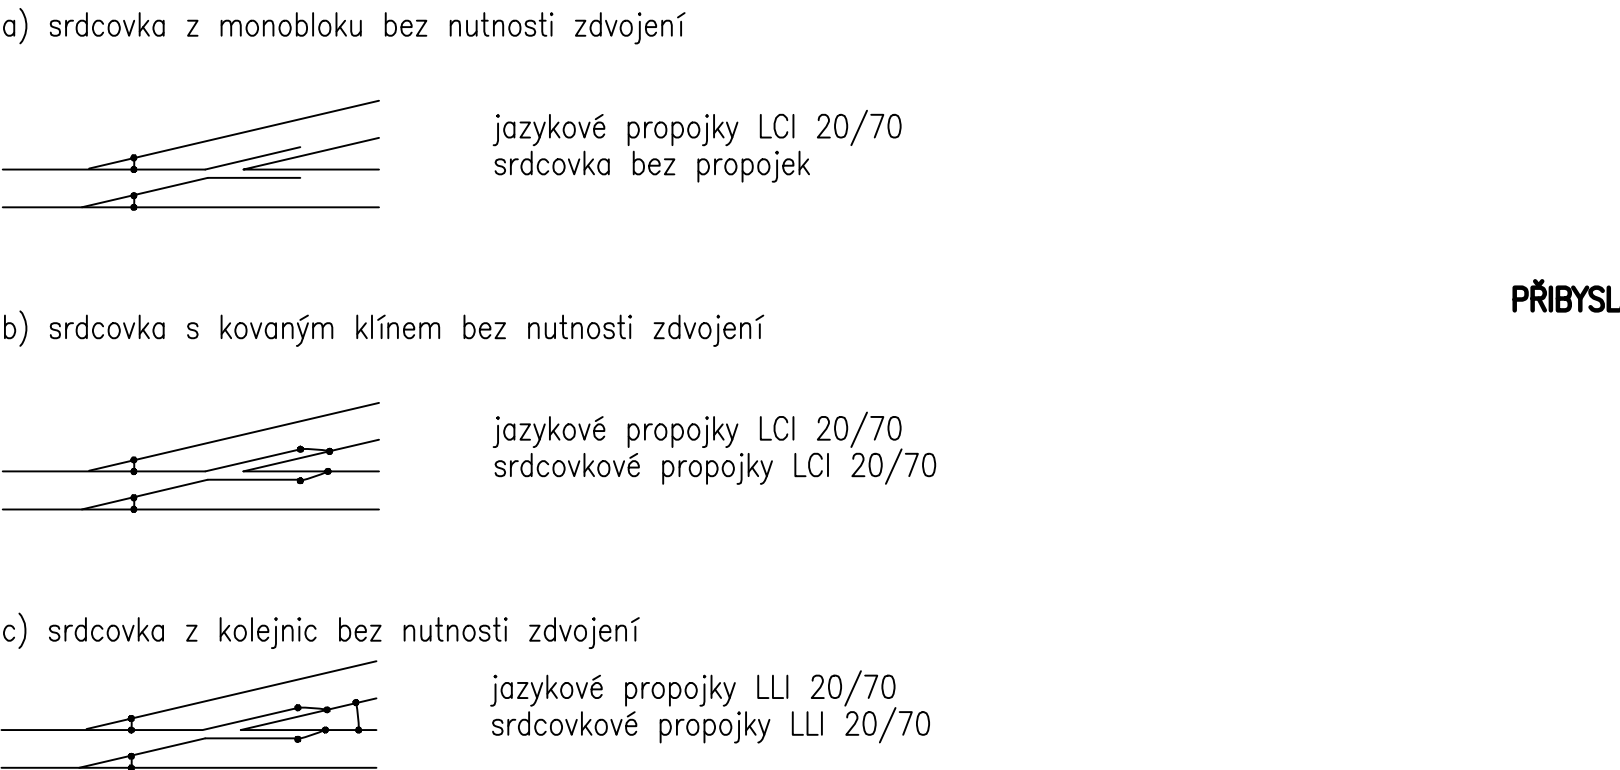 a) srdcovka z monobloku bez nutnosti zdvojení
jazykové propojky LCI 20/70
srdcovka bez propojek
PŘIBYSL
b) srdcovka s kovaným klínem bez nutnosti zdvojení
jazykové propojky LCI 20/70
srdcovkové propojky LCI 20/70
c) srdcovka z kolejnic bez nutnosti zdvojení
jazykové propojky LLI 20/70
srdcovkové propojky LLI 20/70